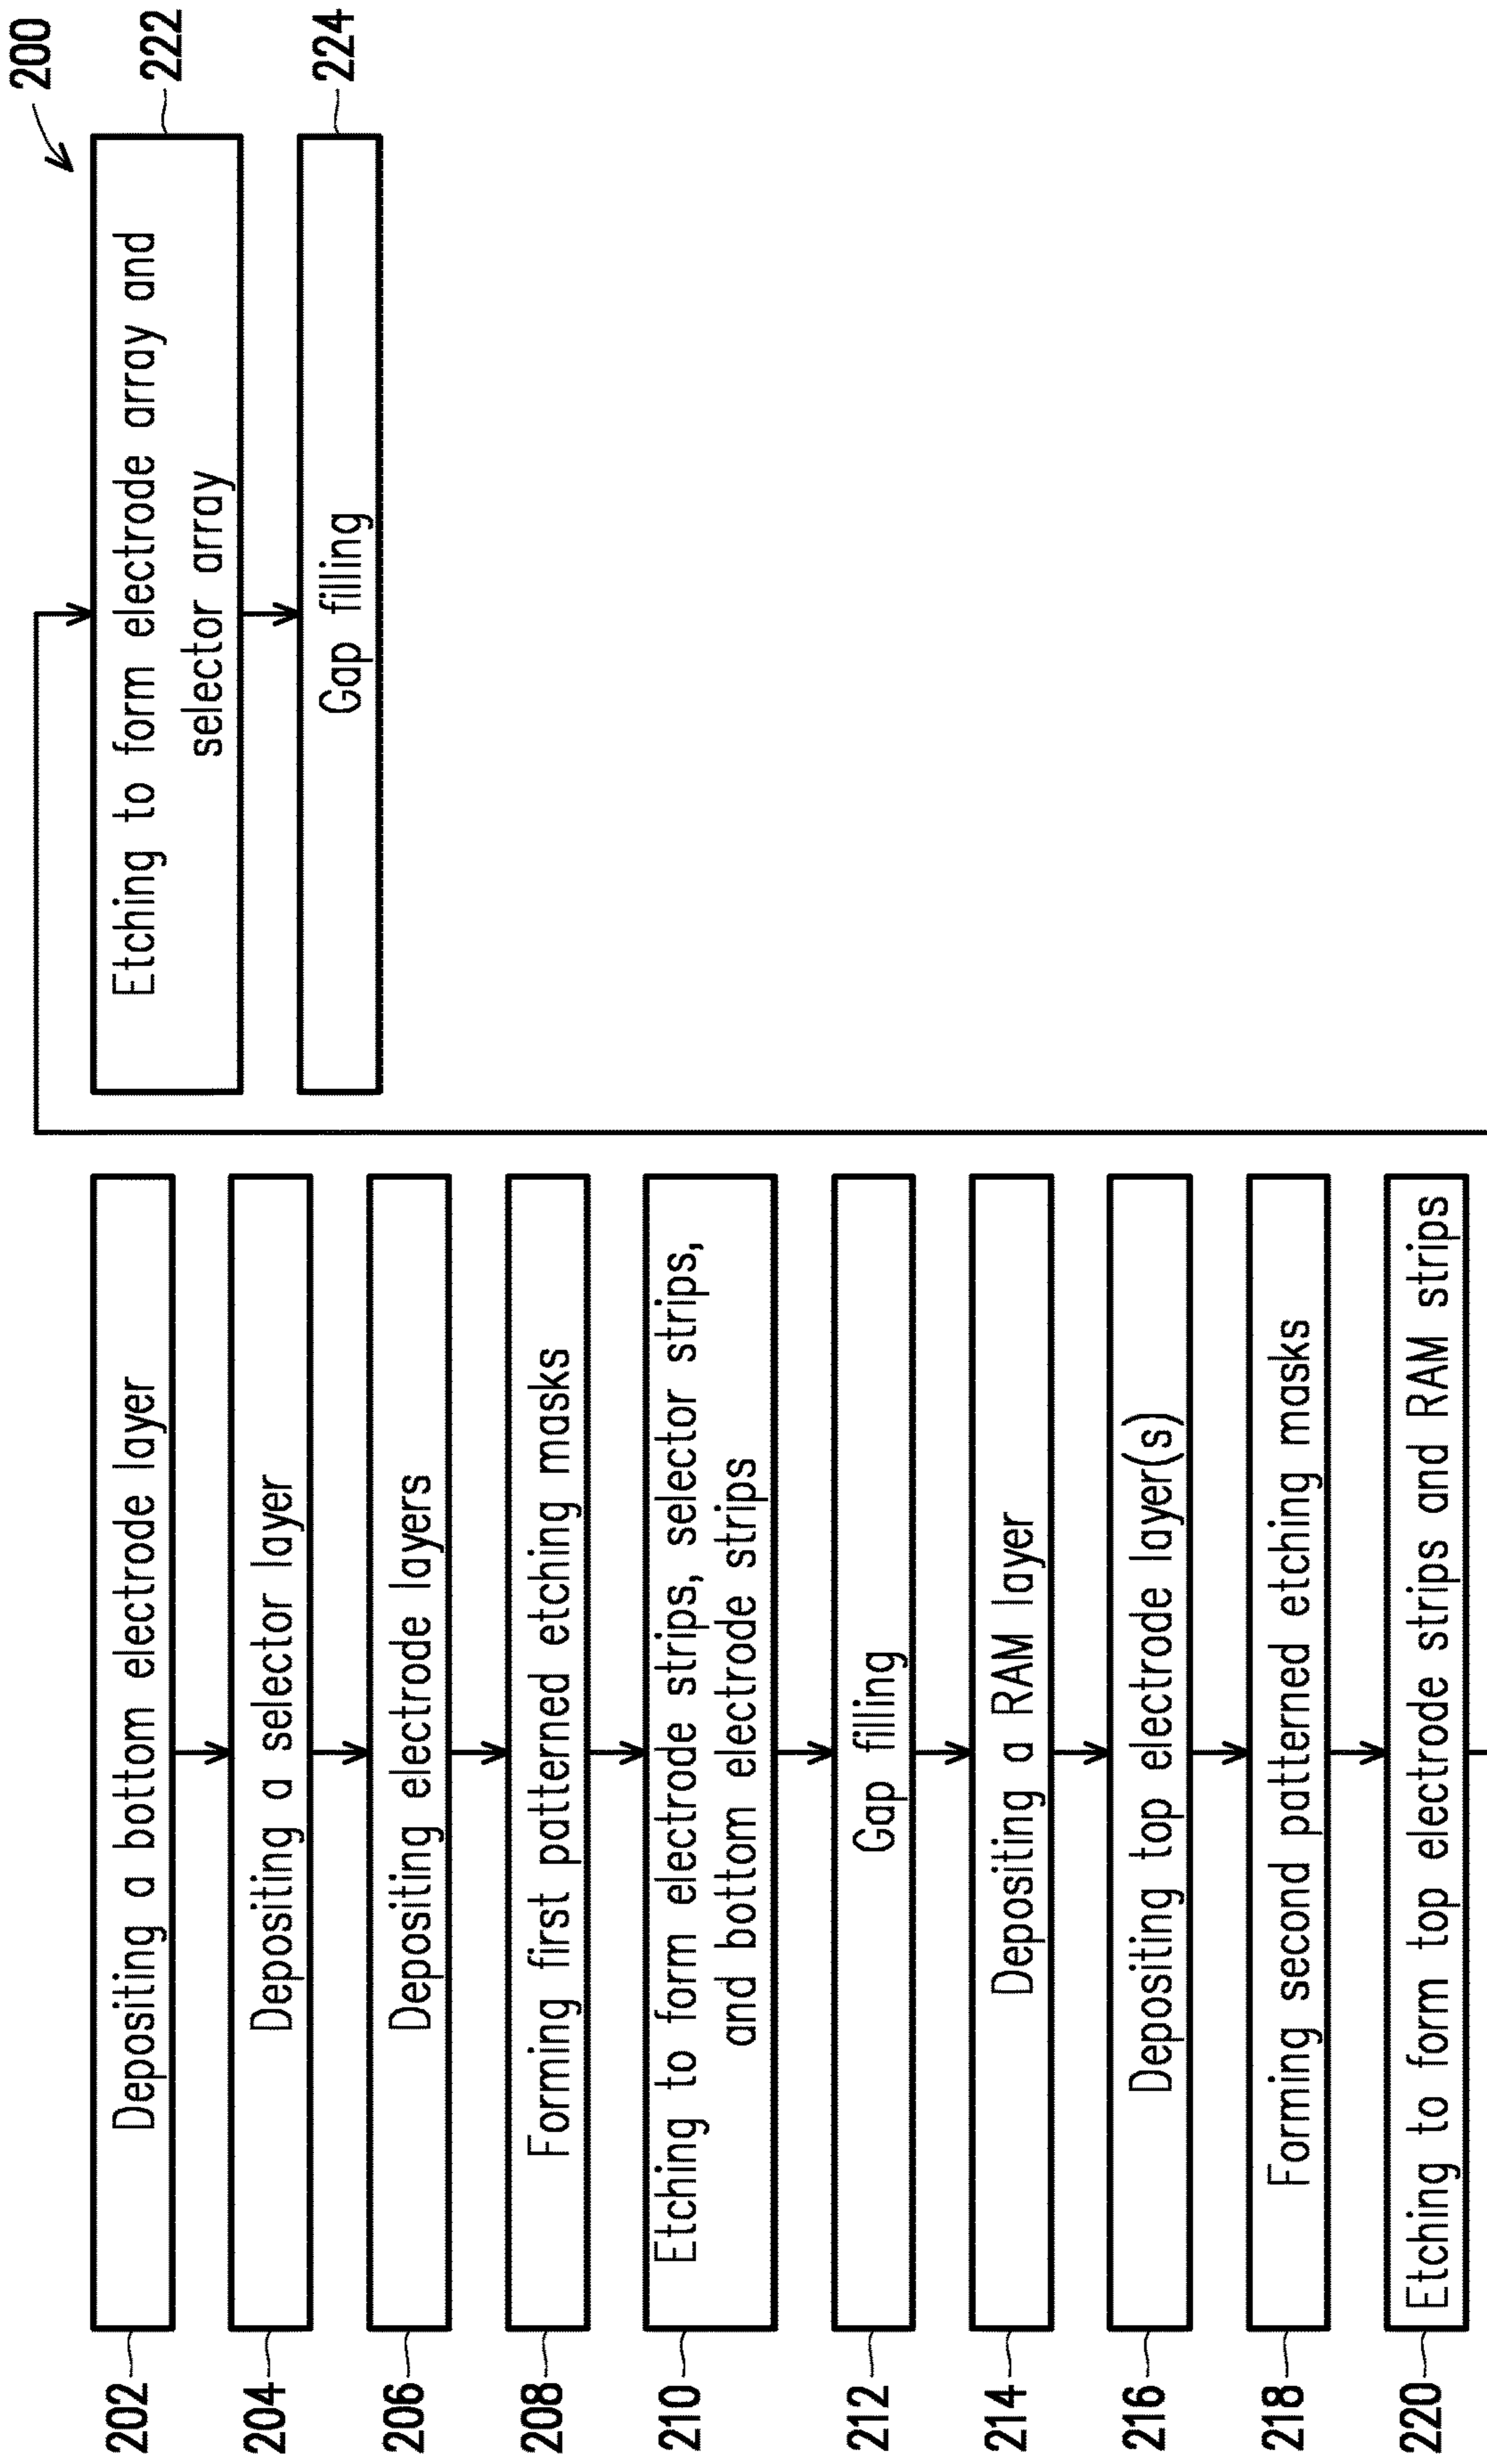 200
202
Depositing a bottom electrode layer
204
Depositing a selector layer
206
Depositing electrode layers
208
Forming first patterned etching masks
210
Etching to form electrode strips, selector strips,
and bottom electrode strips
212
Gap filling
214
Depositing a RAM layer
216
Depositing top electrode layer(s)
218
Forming second patterned etching masks
220
Etching to form top electrode strips and RAM strips
Etching to form electrode array and
selector array
222
Gap filling
224